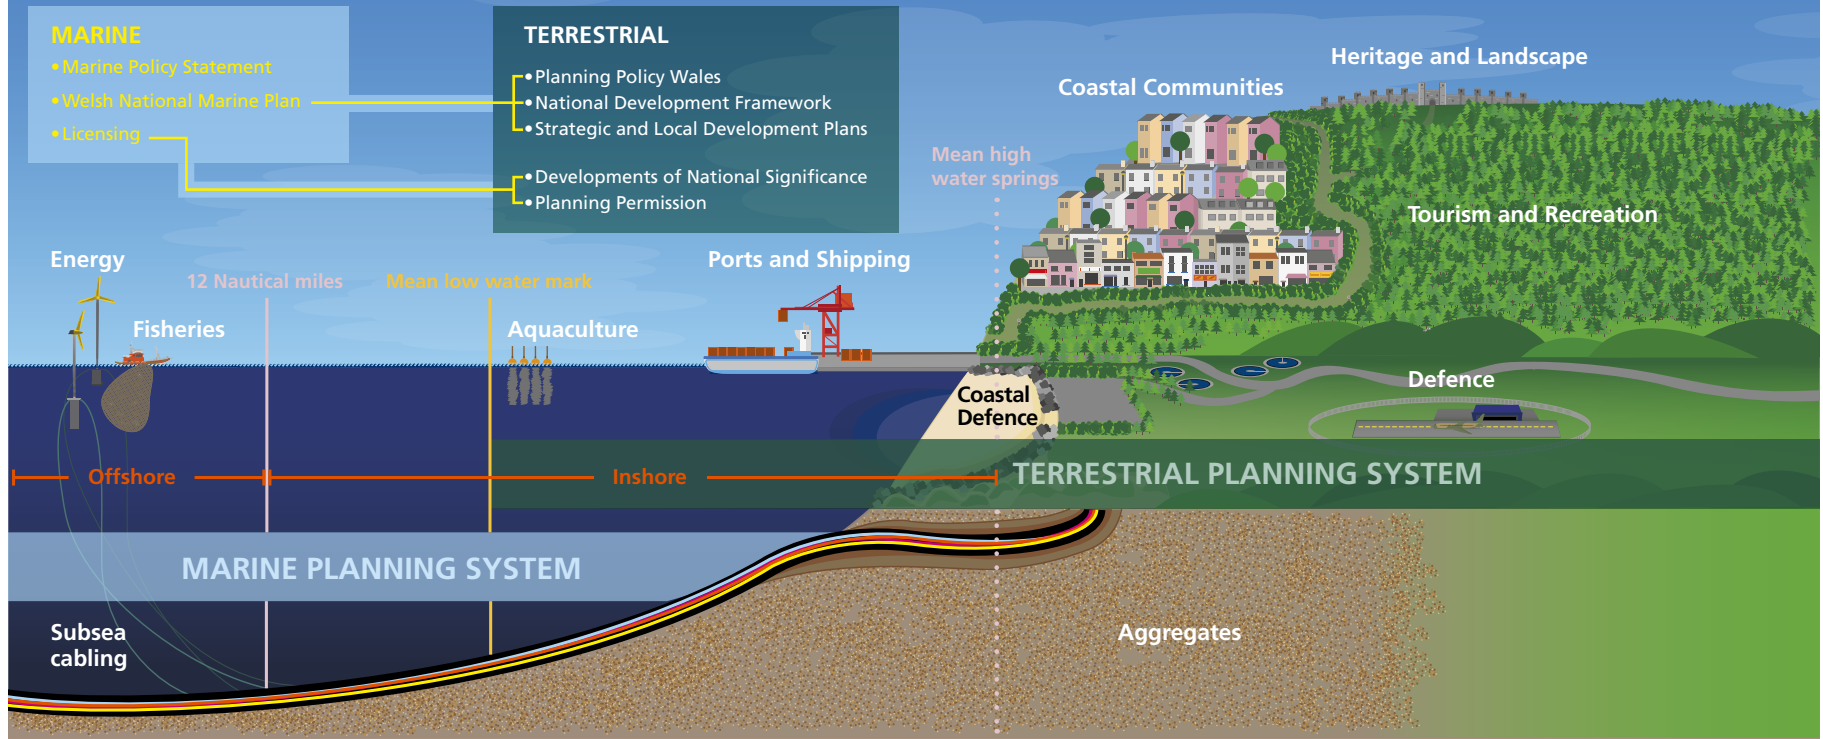 MARINE
•Marine Policy Statement
•Welsh National Marine Plan
•Licensing
TERRESTRIAL
•Planning Policy Wales
•National Development Framework
•Strategic and Local Development Plans
•Developments of National Significance
•Planning Permission
Heritage and Landscape
Coastal Communities
Mean high
water springs
Tourism and Recreation
Energy
12 Nautical miles
Mean low water mark
Ports and Shipping
Fisheries
Aquaculture
Coastal
Defence
Defence
Offshore
Inshore
TERRESTRIAL PLANNING SYSTEM
MARINE PLANNING SYSTEM
Subsea
cabling
Aggregates